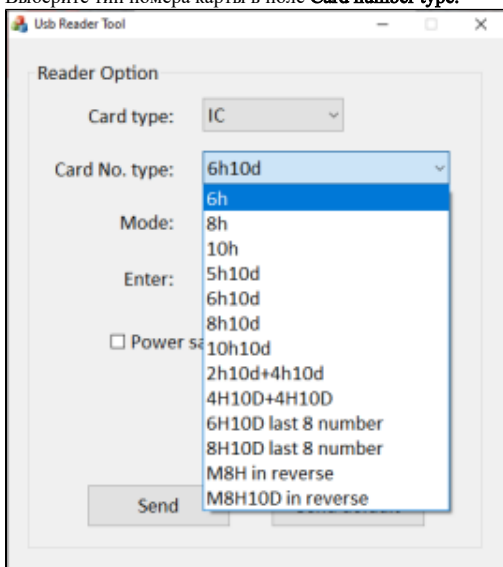 Выберите тип номера карты в поле Card number type.
Usb Reader Tool
Reader Option
Card type: IC
Card No. type: 6h10d
6h
Mode: 8h
10h
Enter: 5h10d
6h10d
8h10d
Power sa 10h10d
2h10d+4h10d
4H10D+4H10D
6H10D last 8 number
8H10D last 8 number
M8H in reverse
Send M8H10D in reverse